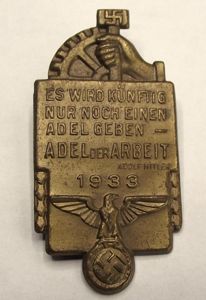 ES WIRD KÜNFTIG
NUR NOCH EINEN
ADEL GEBEN —
ADEL DER ARBEIT
ADOLF HITLER
1933